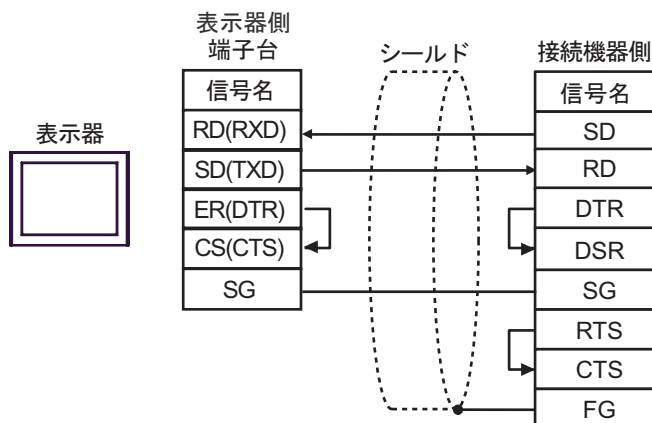 表示器
表示器側
端子台
信号名
RD(RXD)
SD(TXD)
ER(DTR)
CS(CTS)
SG
シールド
接続機器側
信号名
SD
RD
DTR
DSR
SG
RTS
CTS
FG